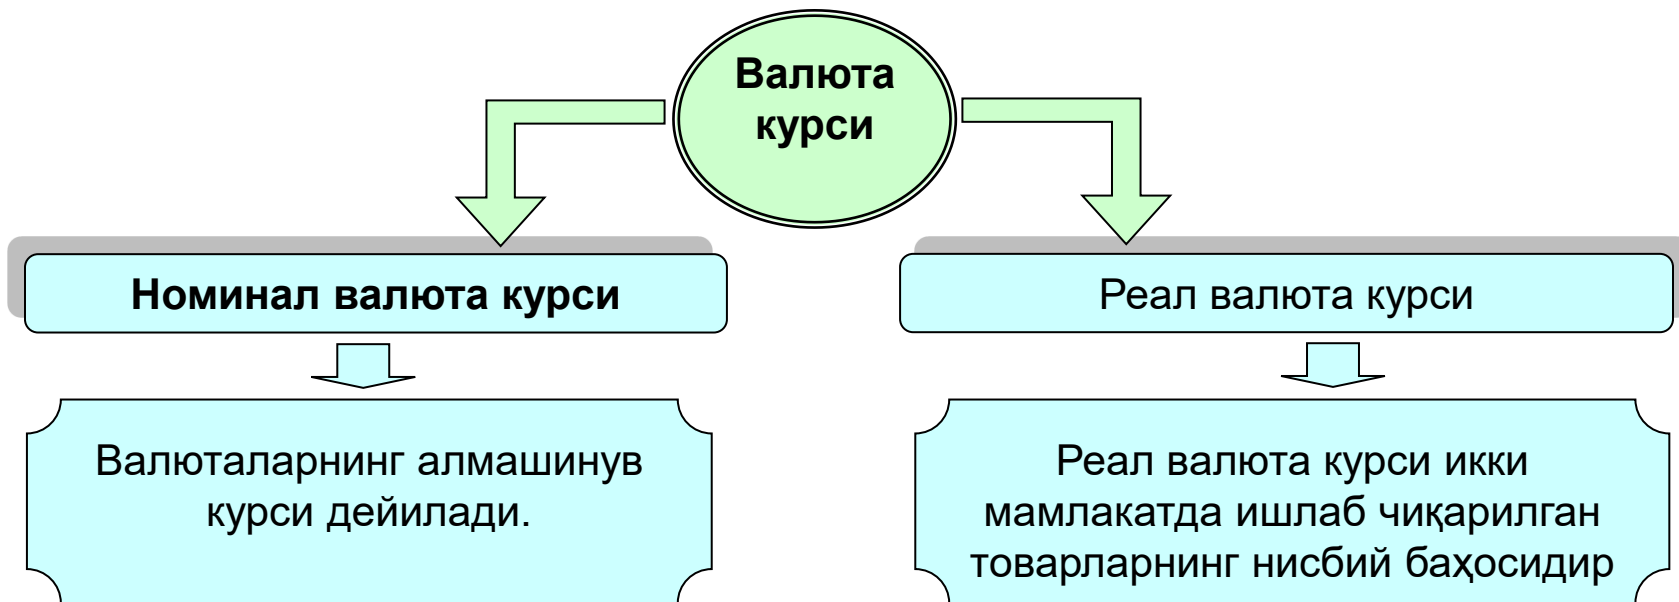 Валюта
курси
Номинал валюта курси
Реал валюта курси
Валюталарнинг алмашинув
курси дейилади.
Реал валюта курси икки
мамлакатда ишлаб чиқарилган
товарларнинг нисбий баҳосидир